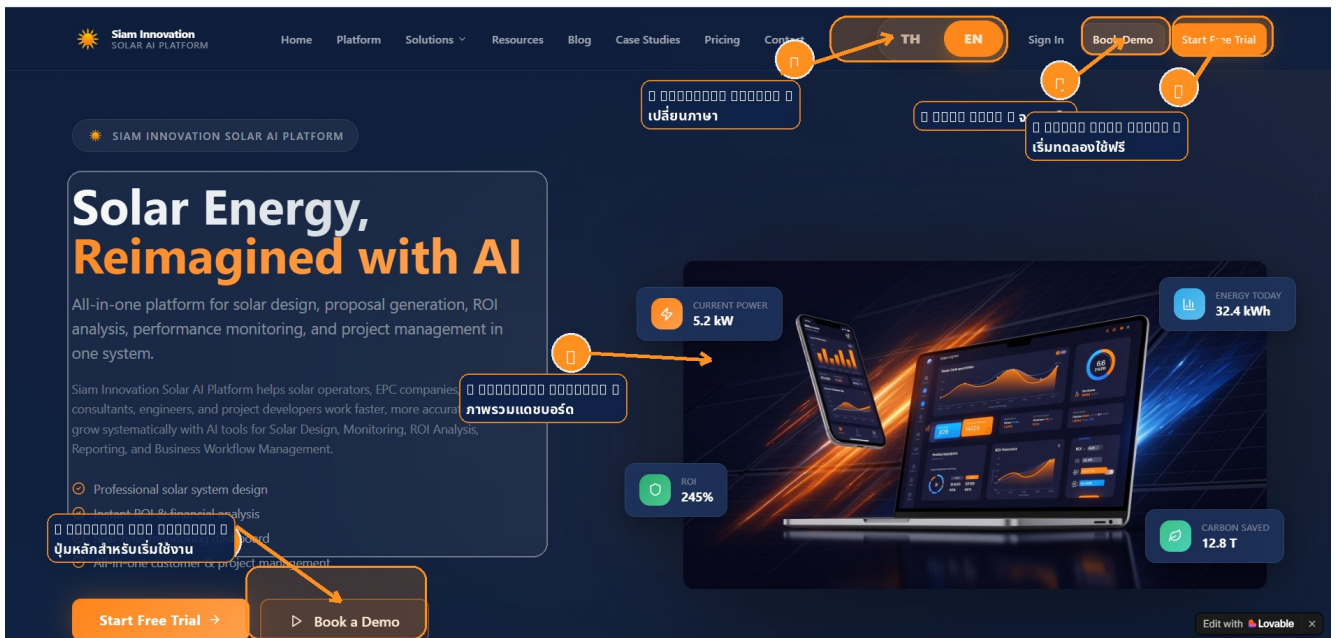 Siam Innovation
SOLAR AI PLATFORM
Home Platform Solutions Resources Blog Case Studies Pricing Contact TH EN Sign In Book Demo Start Free Trial
เปลี่ยนภาษา
เริ่มทดลองใช้ฟรี
SIAM INNOVATION SOLAR AI PLATFORM
Solar Energy,
Reimagined with AI
All-in-one platform for solar design, proposal generation, ROI
analysis, performance monitoring, and project management in
one system.
Siam Innovation Solar AI Platform helps solar operators, EPC companies,
consultants, engineers, and project developers work faster, more
grow systematically with AI tools for Solar Design, Monitoring, ROI Analysis,
Reporting, and Business Workflow Management.
ภาพรวมแดชบอร์ด
Professional solar system design
Instant ROI & financial analysis
ปุ่มหลักสำหรับเริ่มใช้งาน
All-in-one customer & project management
Start Free Trial →
Book a Demo
CURRENT POWER
5.2 kW
ENERGY TODAY
32.4 kWh
ROI
245%
CARBON SAVED
12.8 T
Edit with Lovable ×